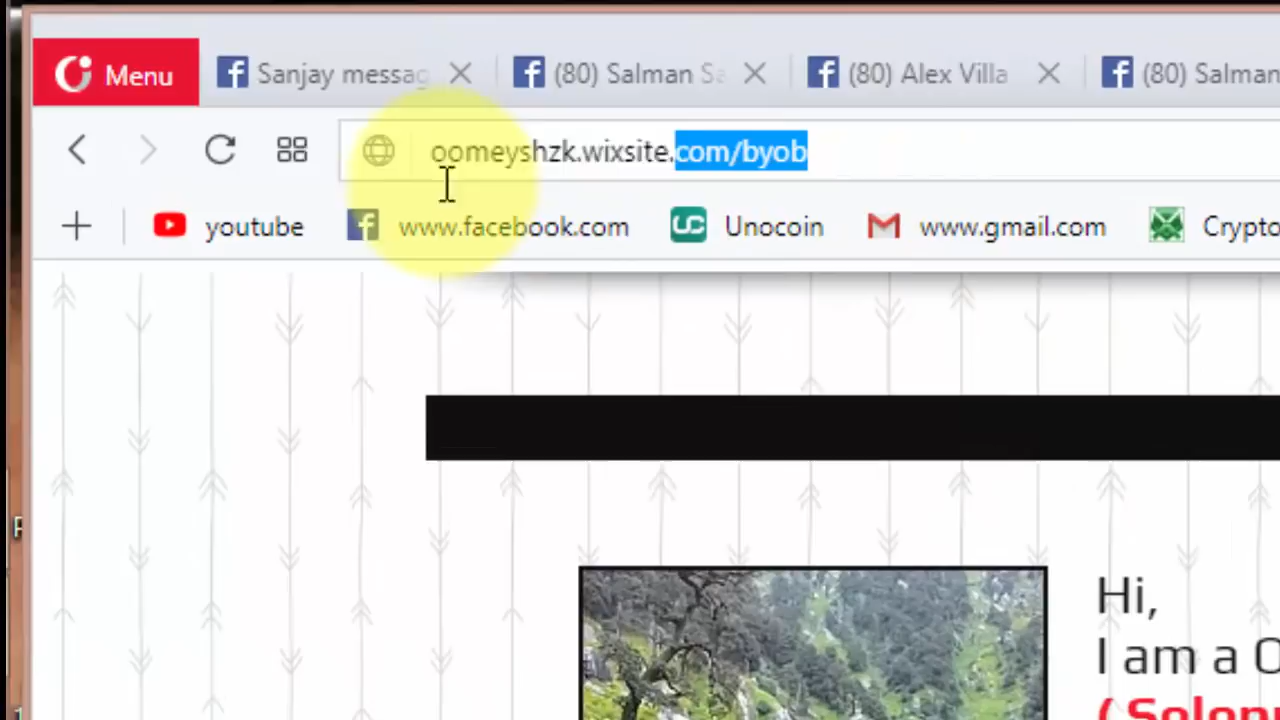 Menu Sanjay messag (80) Salman Sa (80) Alex Villa (80) Salman
oomeyshzk.wixsite.com/byob
youtube www.facebook.com UC Unocoin www.gmail.com Crypto
Hi,
I am a O